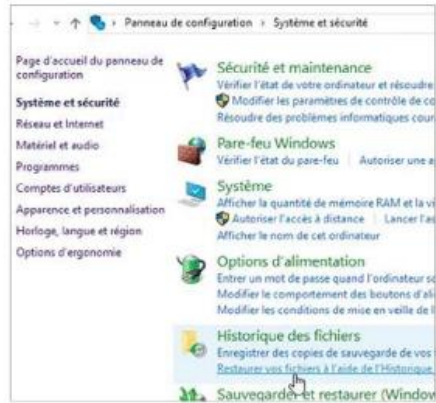 Panneau de configuration › Système et sécurité
Page d'accueil du panneau de
configuration
Système et sécurité
Réseau et Internet
Matériel et audio
Programmes
Comptes d'utilisateurs
Apparence et personnalisation
Horloge, langue et région
Options d'ergonomie
Sécurité et maintenance
Vérifier l'état de votre ordinateur et résoudre
Modifier les paramètres de contrôle de co
Résoudre des problèmes informatiques cour
Pare-feu Windows
Vérifier l'état du pare-feu | Autoriser une a
Système
Afficher la quantité de mémoire RAM et la vi
Autoriser l'accès à distance | Lancer l'as
Afficher le nom de cet ordinateur
Options d'alimentation
Entrer un mot de passe quand l'ordinateur so
Modifier le comportement des boutons d'ali
Modifier les conditions de mise en veille de l
Historique des fichiers
Enregistrer des copies de sauvegarde de vos
Restaurer vos fichiers à l'aide de l'Historique
Sauvegarder et restaurer (Window